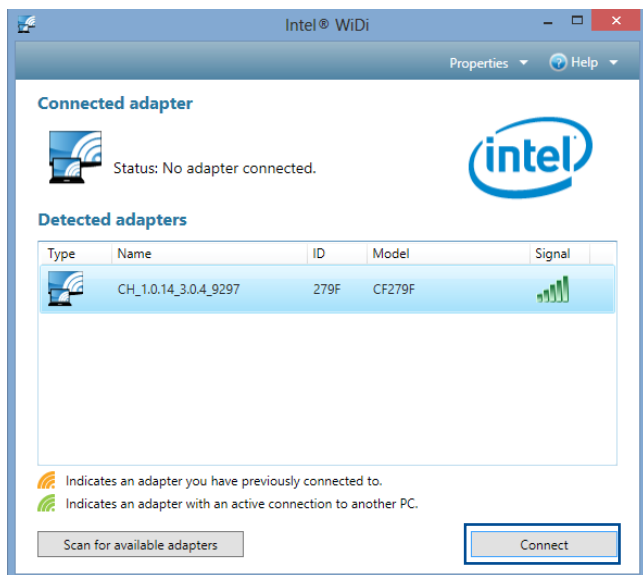 Intel® WiDi
Properties Help
Connected adapter
Status: No adapter connected.
intel
Detected adapters
Type Name ID Model Signal
CH_1.0.14_3.0.4_9297 279F CF279F
Indicates an adapter you have previously connected to.
Indicates an adapter with an active connection to another PC.
Scan for available adapters Connect